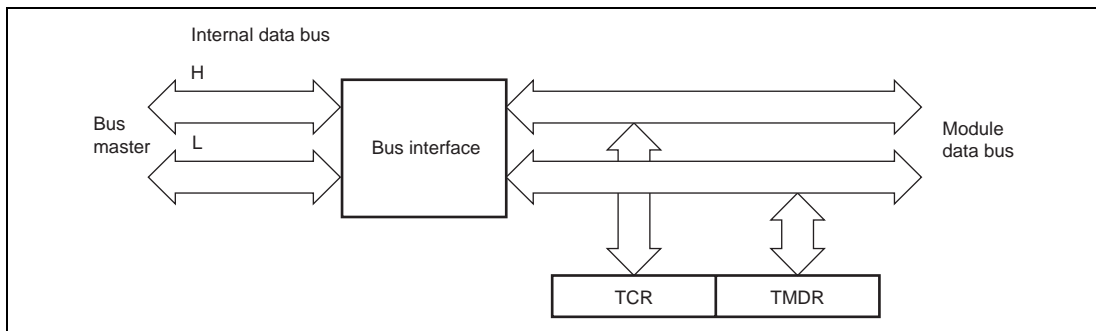 Internal data bus
H
Bus
master
L
Bus interface
Module
data bus
TCR
TMDR